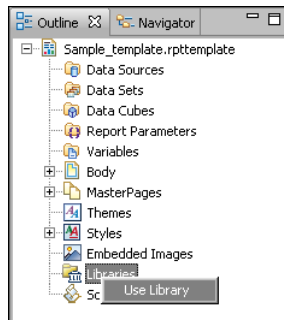 Outline Navigator
Sample_template.rpttemplate
Data Sources
Data Sets
Data Cubes
Report Parameters
Variables
Body
MasterPages
Themes
Styles
Embedded Images
Libraries
Sc Use Library